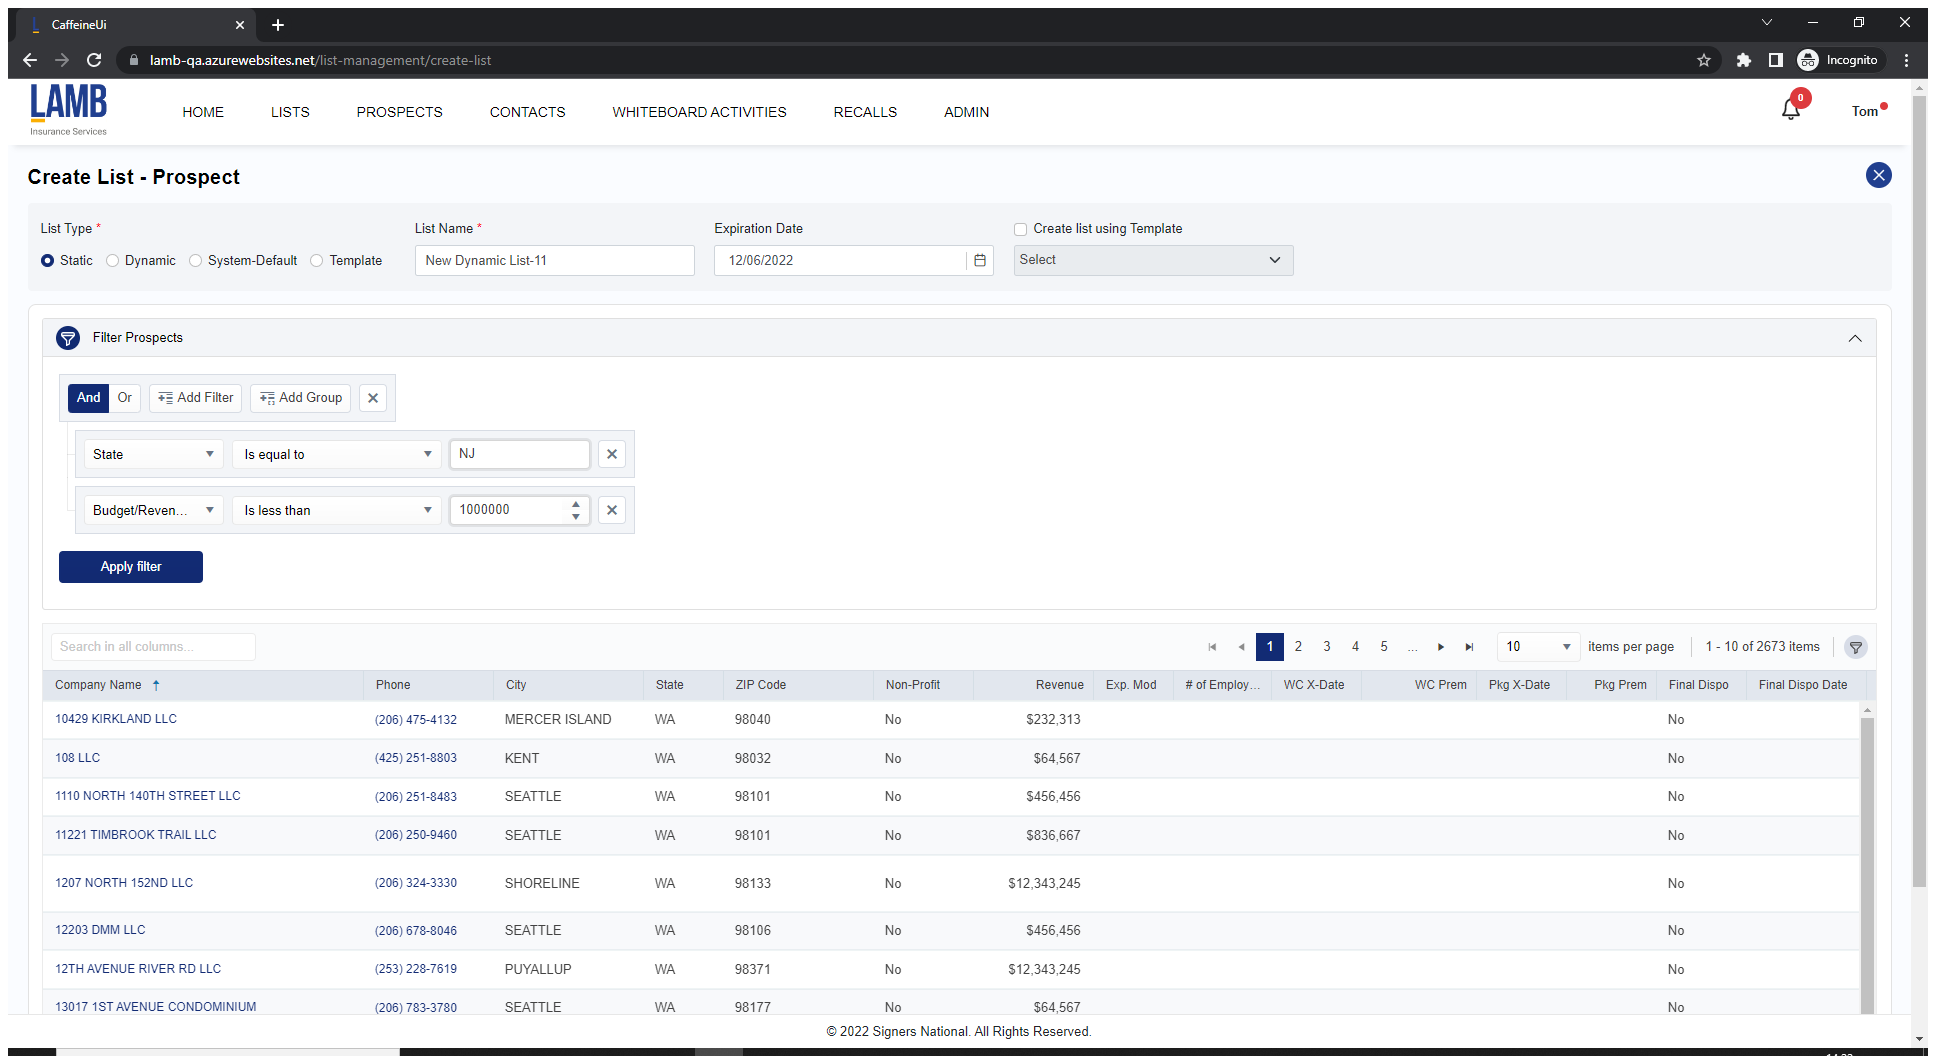 CaffeineUi
lamb-qa.azurewebsites.net/list-management/create-list
Incognito
LAMB
Insurance Services
HOME LISTS PROSPECTS CONTACTS WHITEBOARD ACTIVITIES RECALLS ADMIN
0
Tom
Create List - Prospect
List Type * List Name * Expiration Date Create list using Template
Static Dynamic System-Default Template New Dynamic List-11 12/06/2022 Select
Filter Prospects
And Or Add Filter Add Group
State Is equal to NJ
Budget/Reven... Is less than 1000000
Apply filter
Search in all columns... 1 2 3 4 5 ... 10 items per page 1 - 10 of 2673 items
Company Name Phone City State ZIP Code Non-Profit Revenue Exp. Mod # of Employ... WC X-Date WC Prem Pkg X-Date Pkg Prem Final Dispo Final Dispo Date
10429 KIRKLAND LLC (206) 475-4132 MERCER ISLAND WA 98040 No $232,313 No
108 LLC (425) 251-8803 KENT WA 98032 No $64,567 No
1110 NORTH 140TH STREET LLC (206) 251-8483 SEATTLE WA 98101 No $456,456 No
11221 TIMBROOK TRAIL LLC (206) 250-9460 SEATTLE WA 98101 No $836,667 No
1207 NORTH 152ND LLC (206) 324-3330 SHORELINE WA 98133 No $12,343,245 No
12203 DMM LLC (206) 678-8046 SEATTLE WA 98106 No $456,456 No
12TH AVENUE RIVER RD LLC (253) 228-7619 PUYALLUP WA 98371 No $12,343,245 No
13017 1ST AVENUE CONDOMINIUM (206) 783-3780 SEATTLE WA 98177 No $64,567 No
© 2022 Signers National. All Rights Reserved.